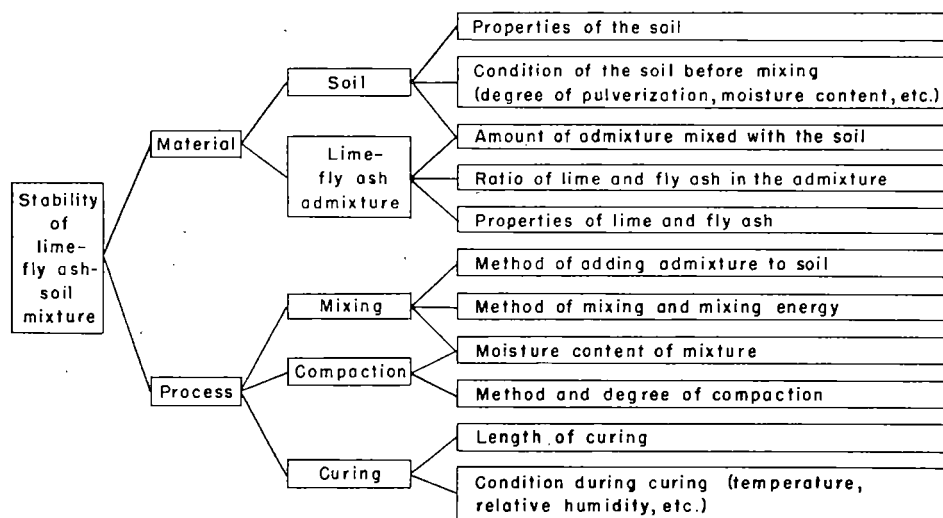 Stability
of
lime-
fly ash-
soil
mixture
Material
Process
Soil
Lime-
fly ash
admixture
Mixing
Compaction
Curing
Properties of the soil
Condition of the soil before mixing
(degree of pulverization, moisture content, etc.)
Amount of admixture mixed with the soil
Ratio of lime and fly ash in the admixture
Properties of lime and fly ash
Method of adding admixture to soil
Method of mixing and mixing energy
Moisture content of mixture
Method and degree of compaction
Length of curing
Condition during curing (temperature,
relative humidity, etc.)